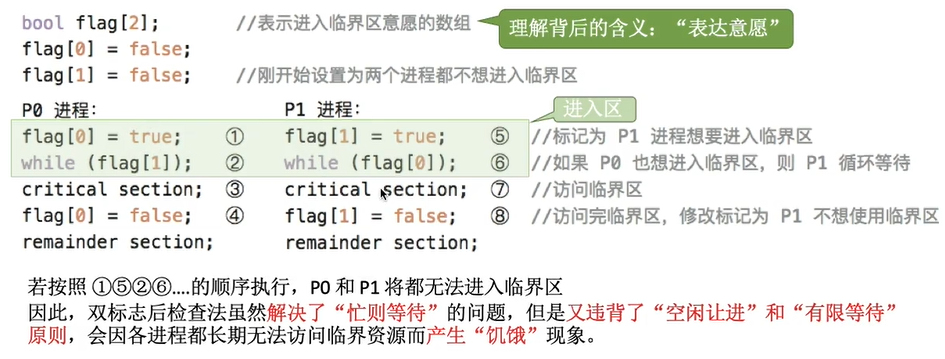 bool flag[2]; //表示进入临界区意愿的数组
理解背后的含义：“表达意愿”
flag[0] = false;
flag[1] = false; //刚开始设置为两个进程都不想进入临界区
P0 进程： P1 进程：
进入区
flag[0] = true; ① flag[1] = true; ⑤ //标记为 P1 进程想要进入临界区
while (flag[1]); ② while (flag[0]); ⑥ //如果 P0 也想进入临界区，则 P1 循环等待
critical section; ③ critical section; ⑦ //访问临界区
flag[0] = false; ④ flag[1] = false; ⑧ //访问完临界区，修改标记为 P1 不想使用临界区
remainder section; remainder section;
若按照 ①⑤②⑥....的顺序执行，P0 和 P1 将都无法进入临界区
因此，双标志后检查法虽然解决了“忙则等待”的问题，但是又违背了“空闲让进”和“有限等待”
原则，会因各进程都长期无法访问临界资源而产生“饥饿”现象。